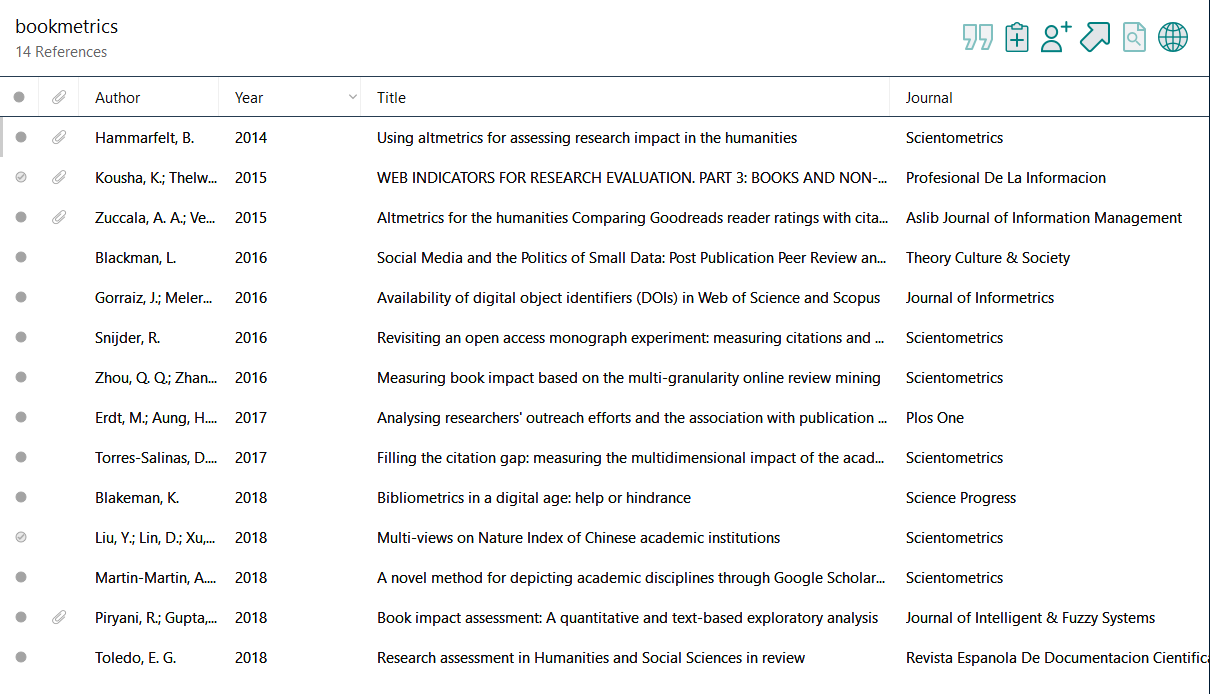 bookmetrics
14 References
Author Year Title Journal
Hammarfelt, B. 2014 Using altmetrics for assessing research impact in the humanities Scientometrics
Kousha, K.; Thelw... 2015 WEB INDICATORS FOR RESEARCH EVALUATION. PART 3: BOOKS AND NON-... Profesional De La Informacion
Zuccala, A. A.; Ve... 2015 Altmetrics for the humanities Comparing Goodreads reader ratings with cita... Aslib Journal of Information Management
Blackman, L. 2016 Social Media and the Politics of Small Data: Post Publication Peer Review an... Theory Culture & Society
Gorraiz, J.; Meler... 2016 Availability of digital object identifiers (DOIs) in Web of Science and Scopus Journal of Informetrics
Snijder, R. 2016 Revisiting an open access monograph experiment: measuring citations and ... Scientometrics
Zhou, Q. Q.; Zhan... 2016 Measuring book impact based on the multi-granularity online review mining Scientometrics
Erdt, M.; Aung, H.... 2017 Analysing researchers' outreach efforts and the association with publication ... Plos One
Torres-Salinas, D.... 2017 Filling the citation gap: measuring the multidimensional impact of the acad... Scientometrics
Blakeman, K. 2018 Bibliometrics in a digital age: help or hindrance Science Progress
Liu, Y.; Lin, D.; Xu,... 2018 Multi-views on Nature Index of Chinese academic institutions Scientometrics
Martin-Martin, A.... 2018 A novel method for depicting academic disciplines through Google Scholar... Scientometrics
Piryani, R.; Gupta,... 2018 Book impact assessment: A quantitative and text-based exploratory analysis Journal of Intelligent & Fuzzy Systems
Toledo, E. G. 2018 Research assessment in Humanities and Social Sciences in review Revista Espanola De Documentacion Cientifica